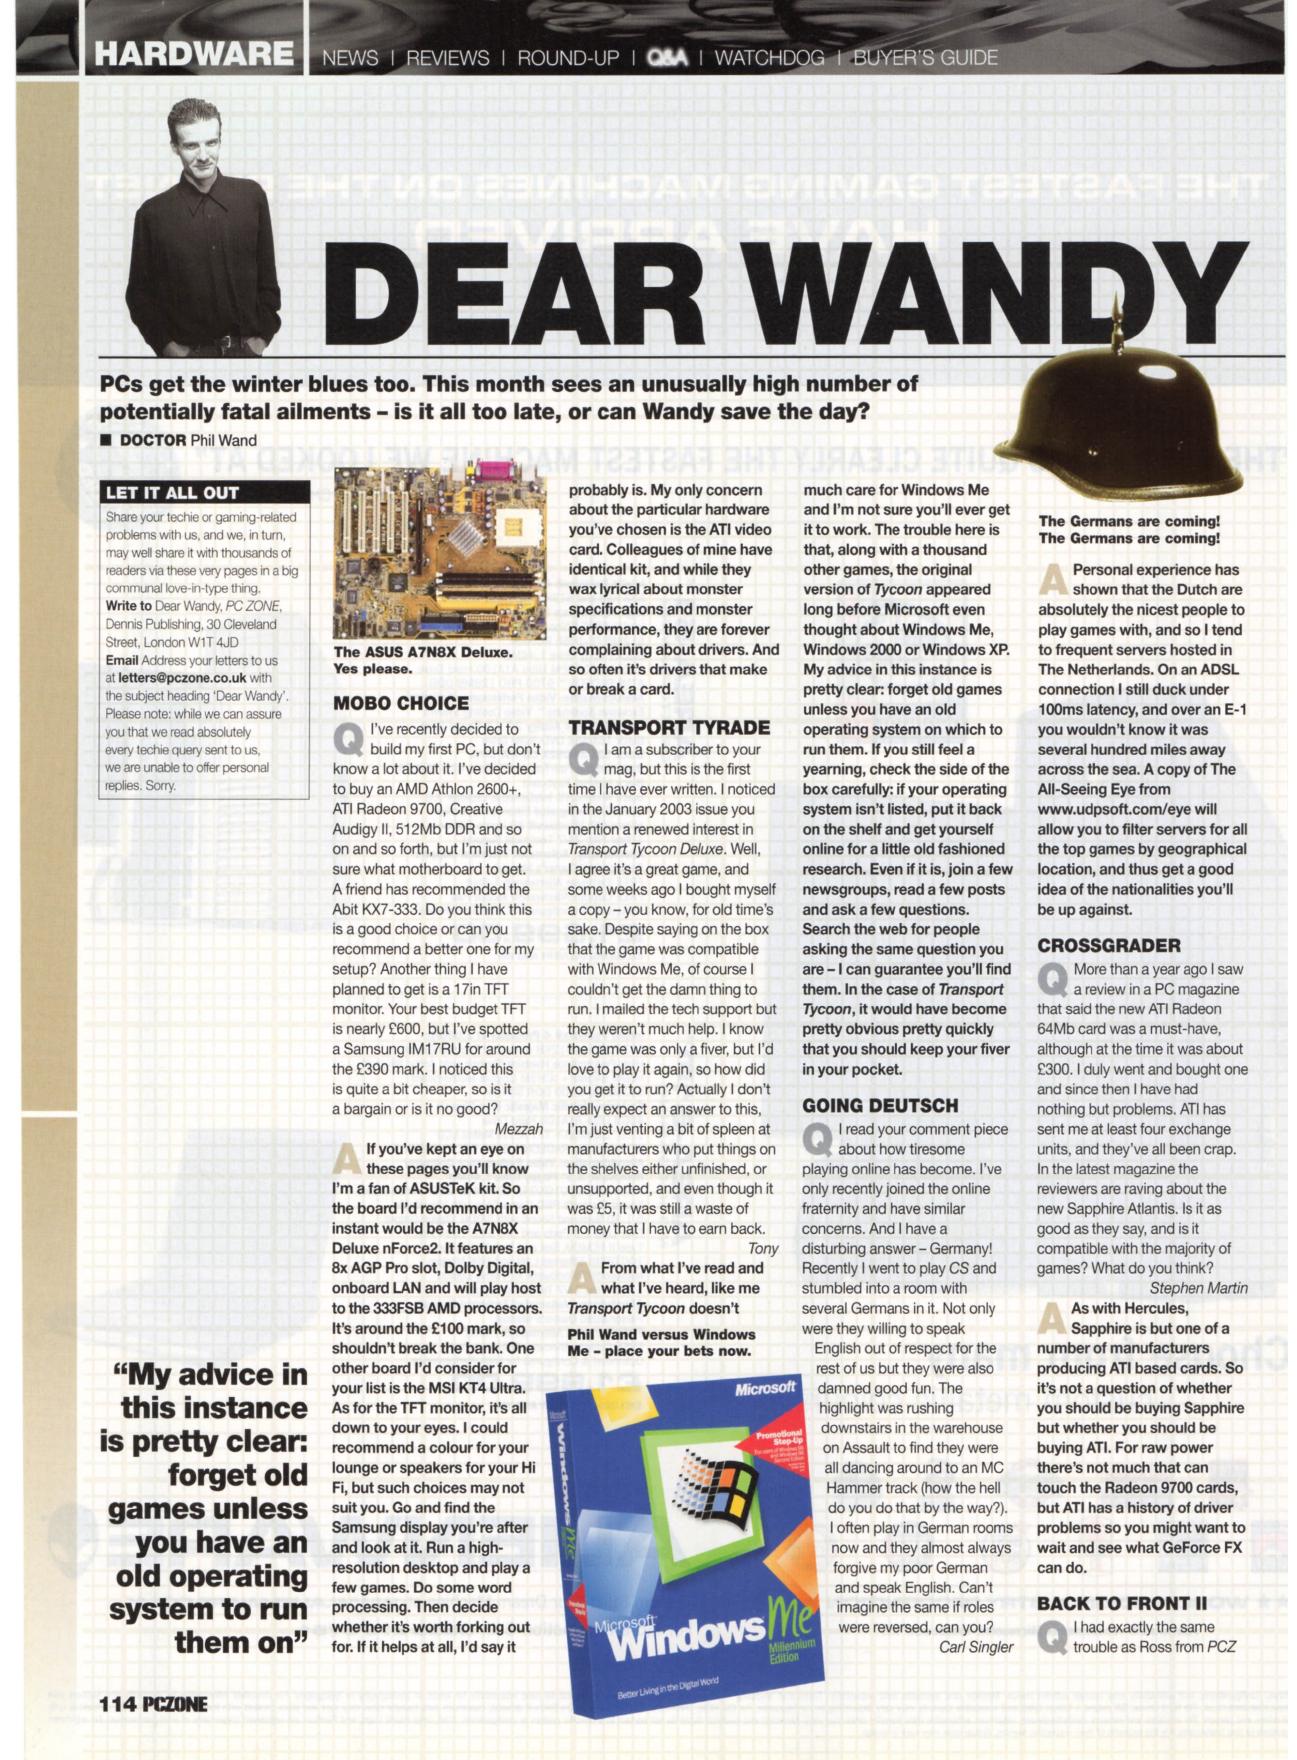 HARDWARE
NEWS | REVIEWS | ROUND-UP | Q&A | WATCHDOG | BUYER'S GUIDE
DEAR WANDY
PCs get the winter blues too. This month sees an unusually high number of
potentially fatal ailments – is it all too late, or can Wandy save the day?
■ DOCTOR Phil Wand
LET IT ALL OUT
Share your techie or gaming-related
problems with us, and we, in turn,
may well share it with thousands of
readers via these very pages in a big
communal love-in-type thing.
Write to Dear Wandy, PC ZONE,
Dennis Publishing, 30 Cleveland
Street, London W1T 4JD
Email Address your letters to us
at letters@pczone.co.uk with
the subject heading 'Dear Wandy'.
Please note: while we can assure
you that we read absolutely
every techie query sent to us,
we are unable to offer personal
replies. Sorry.
"My advice in
this instance
is pretty clear:
forget old
games unless
you have an
old operating
system to run
them on"
The ASUS A7N8X Deluxe.
Yes please.
MOBO CHOICE
Q I've recently decided to
build my first PC, but don't
know a lot about it. I've decided
to buy an AMD Athlon 2600+,
ATI Radeon 9700, Creative
Audigy II, 512Mb DDR and so
on and so forth, but I'm just not
sure what motherboard to get.
A friend has recommended the
Abit KX7-333. Do you think this
is a good choice or can you
recommend a better one for my
setup? Another thing I have
planned to get is a 17in TFT
monitor. Your best budget TFT
is nearly £600, but I've spotted
a Samsung IM17RU for around
the £390 mark. I noticed this
is quite a bit cheaper, so is it
a bargain or is it no good?
Mezzah
A If you've kept an eye on
these pages you'll know
I'm a fan of ASUSTeK kit. So
the board I'd recommend in an
instant would be the A7N8X
Deluxe nForce2. It features an
8x AGP Pro slot, Dolby Digital,
onboard LAN and will play host
to the 333FSB AMD processors.
It's around the £100 mark, so
shouldn't break the bank. One
other board I'd consider for
your list is the MSI KT4 Ultra.
As for the TFT monitor, it's all
down to your eyes. I could
recommend a colour for your
lounge or speakers for your Hi
Fi, but such choices may not
suit you. Go and find the
Samsung display you're after
and look at it. Run a high-
resolution desktop and play a
few games. Do some word
processing. Then decide
whether it's worth forking out
for. If it helps at all, I'd say it
probably is. My only concern
about the particular hardware
you've chosen is the ATI video
card. Colleagues of mine have
identical kit, and while they
wax lyrical about monster
specifications and monster
performance, they are forever
complaining about drivers. And
so often it's drivers that make
or break a card.
TRANSPORT TYRADE
Q I am a subscriber to your
mag, but this is the first
time I have ever written. I noticed
in the January 2003 issue you
mention a renewed interest in
Transport Tycoon Deluxe. Well,
I agree it's a great game, and
some weeks ago I bought myself
a copy – you know, for old time's
sake. Despite saying on the box
that the game was compatible
with Windows Me, of course I
couldn't get the damn thing to
run. I mailed the tech support but
they weren't much help. I know
the game was only a fiver, but I'd
love to play it again, so how did
you get it to run? Actually I don't
really expect an answer to this,
I'm just venting a bit of spleen at
manufacturers who put things on
the shelves either unfinished, or
unsupported, and even though it
was £5, it was still a waste of
money that I have to earn back.
Tony
A From what I've read and
what I've heard, like me
Transport Tycoon doesn't
Phil Wand versus Windows
Me – place your bets now.
Microsoft
Promotional
Step-Up
Microsoft
Windows Me
Microsoft
Windows Me
Millennium
Edition
Better Living in the Digital World
much care for Windows Me
and I'm not sure you'll ever get
it to work. The trouble here is
that, along with a thousand
other games, the original
version of Tycoon appeared
long before Microsoft even
thought about Windows Me,
Windows 2000 or Windows XP.
My advice in this instance is
pretty clear: forget old games
unless you have an old
operating system on which to
run them. If you still feel a
yearning, check the side of the
box carefully: if your operating
system isn't listed, put it back
on the shelf and get yourself
online for a little old fashioned
research. Even if it is, join a few
newsgroups, read a few posts
and ask a few questions.
Search the web for people
asking the same question you
are – I can guarantee you'll find
them. In the case of Transport
Tycoon, it would have become
pretty obvious pretty quickly
that you should keep your fiver
in your pocket.
GOING DEUTSCH
Q I read your comment piece
about how tiresome
playing online has become. I've
only recently joined the online
fraternity and have similar
concerns. And I have a
disturbing answer – Germany!
Recently I went to play CS and
stumbled into a room with
several Germans in it. Not only
were they willing to speak
English out of respect for the
rest of us but they were also
damned good fun. The
highlight was rushing
downstairs in the warehouse
on Assault to find they were
all dancing around to an MC
Hammer track (how the hell
do you do that by the way?).
I often play in German rooms
now and they almost always
forgive my poor German
and speak English. Can't
imagine the same if roles
were reversed, can you?
Carl Singler
The Germans are coming!
The Germans are coming!
A Personal experience has
shown that the Dutch are
absolutely the nicest people to
play games with, and so I tend
to frequent servers hosted in
The Netherlands. On an ADSL
connection I still duck under
100ms latency, and over an E-1
you wouldn't know it was
several hundred miles away
across the sea. A copy of The
All-Seeing Eye from
www.udpsoft.com/eye will
allow you to filter servers for all
the top games by geographical
location, and thus get a good
idea of the nationalities you'll
be up against.
CROSSGRADER
Q More than a year ago I saw
a review in a PC magazine
that said the new ATI Radeon
64Mb card was a must-have,
although at the time it was about
£300. I duly went and bought one
and since then I have had
nothing but problems. ATI has
sent me at least four exchange
units, and they've all been crap.
In the latest magazine the
reviewers are raving about the
new Sapphire Atlantis. Is it as
good as they say, and is it
compatible with the majority of
games? What do you think?
Stephen Martin
A As with Hercules,
Sapphire is but one of a
number of manufacturers
producing ATI based cards. So
it's not a question of whether
you should be buying Sapphire
but whether you should be
buying ATI. For raw power
there's not much that can
touch the Radeon 9700 cards,
but ATI has a history of driver
problems so you might want to
wait and see what GeForce FX
can do.
BACK TO FRONT II
Q I had exactly the same
trouble as Ross from PCZ
114 PCZONE